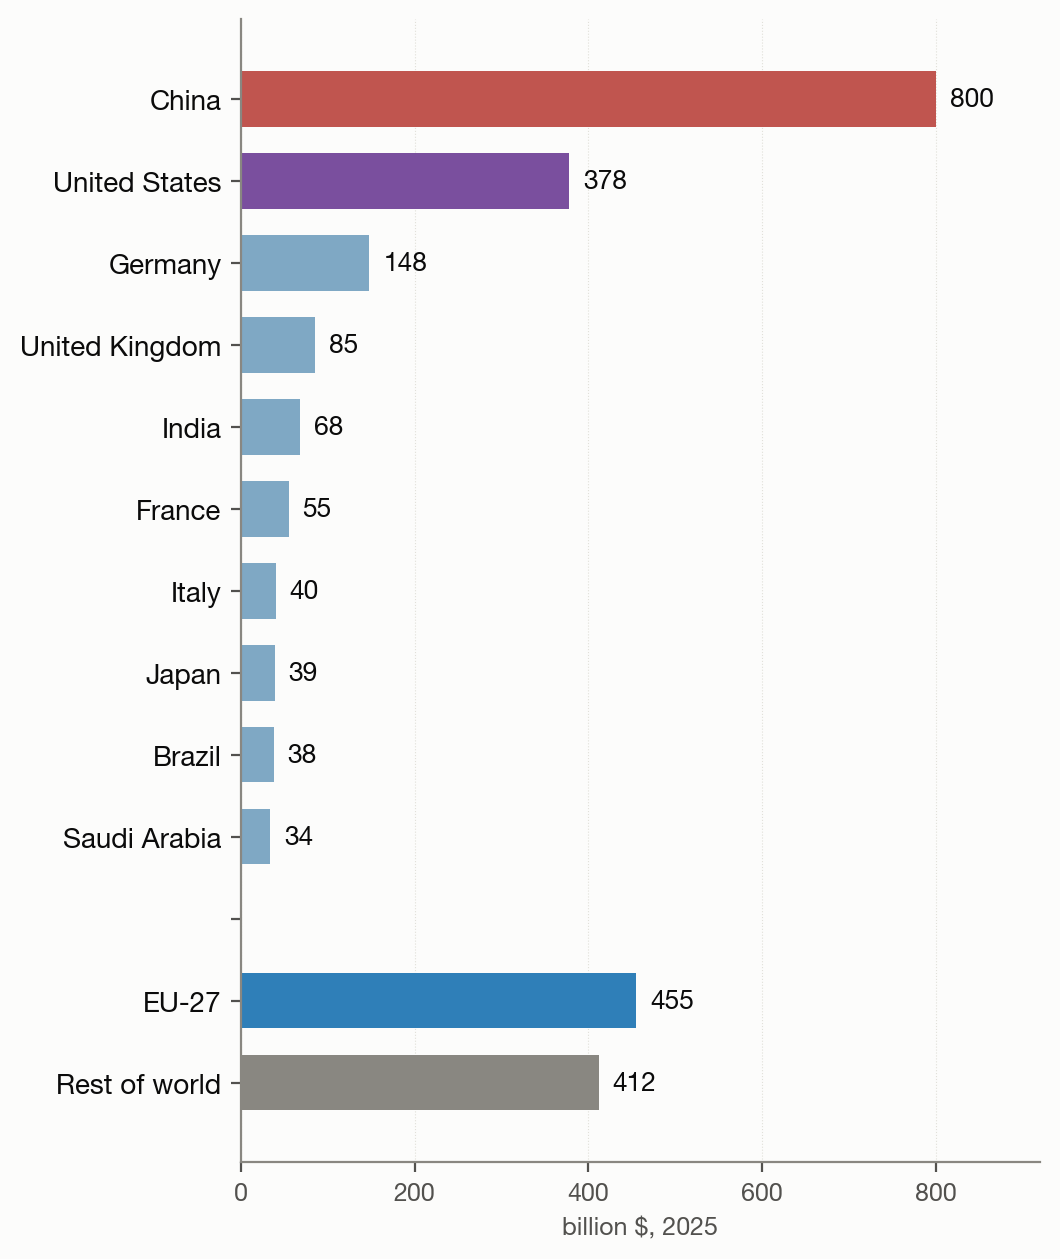 China 800
United States 378
Germany 148
United Kingdom 85
India 68
France 55
Italy 40
Japan 39
Brazil 38
Saudi Arabia 34
EU-27 455
Rest of world 412
0 200 400 600 800
billion $, 2025